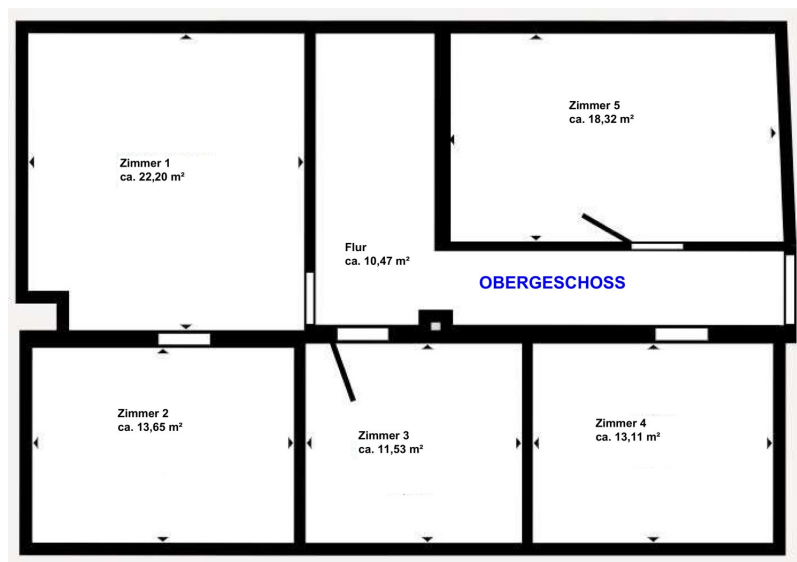 Zimmer 5
ca. 18,32 m²
Zimmer 1
ca. 22,20 m²
Flur
ca. 10,47 m²
OBERGESCHOSS
Zimmer 2
ca. 13,65 m²
Zimmer 3
ca. 11,53 m²
Zimmer 4
ca. 13,11 m²